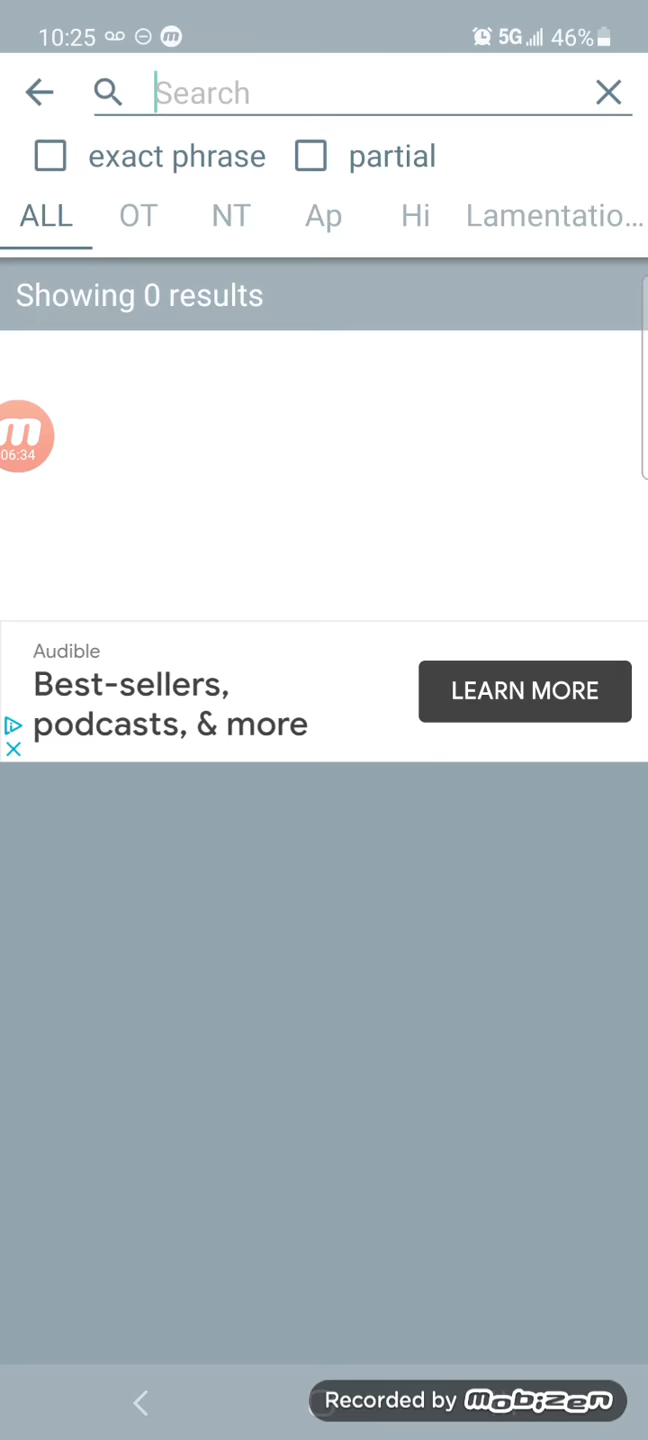 10:25 5G 46%
Search
exact phrase partial
ALL OT NT Ap Hi Lamentatio...
Showing 0 results
m
06:34
Audible
Best-sellers,
podcasts, & more
LEARN MORE
Recorded by mobizen